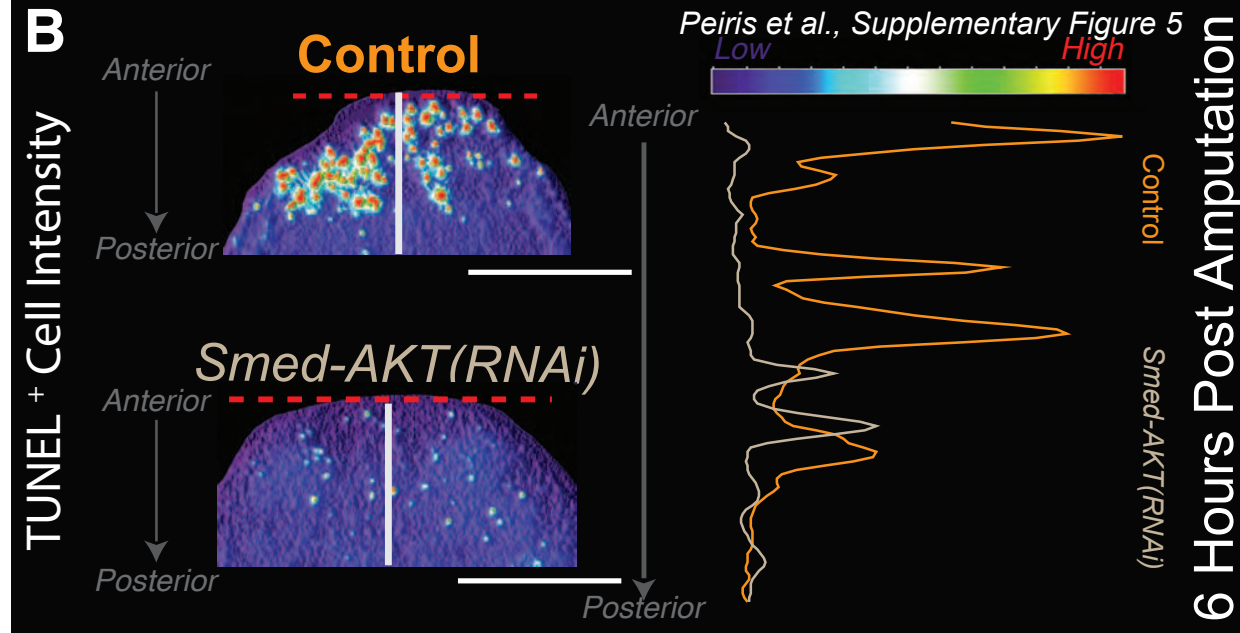 B
Peiris et al., Supplementary Figure 5
Low
High
Control
Anterior
Posterior
TUNEL + Cell Intensity
Smed-AKT(RNAi)
Anterior
Posterior
Anterior
Posterior
Control
Smed-AKT(RNAi)
6 Hours Post Amputation